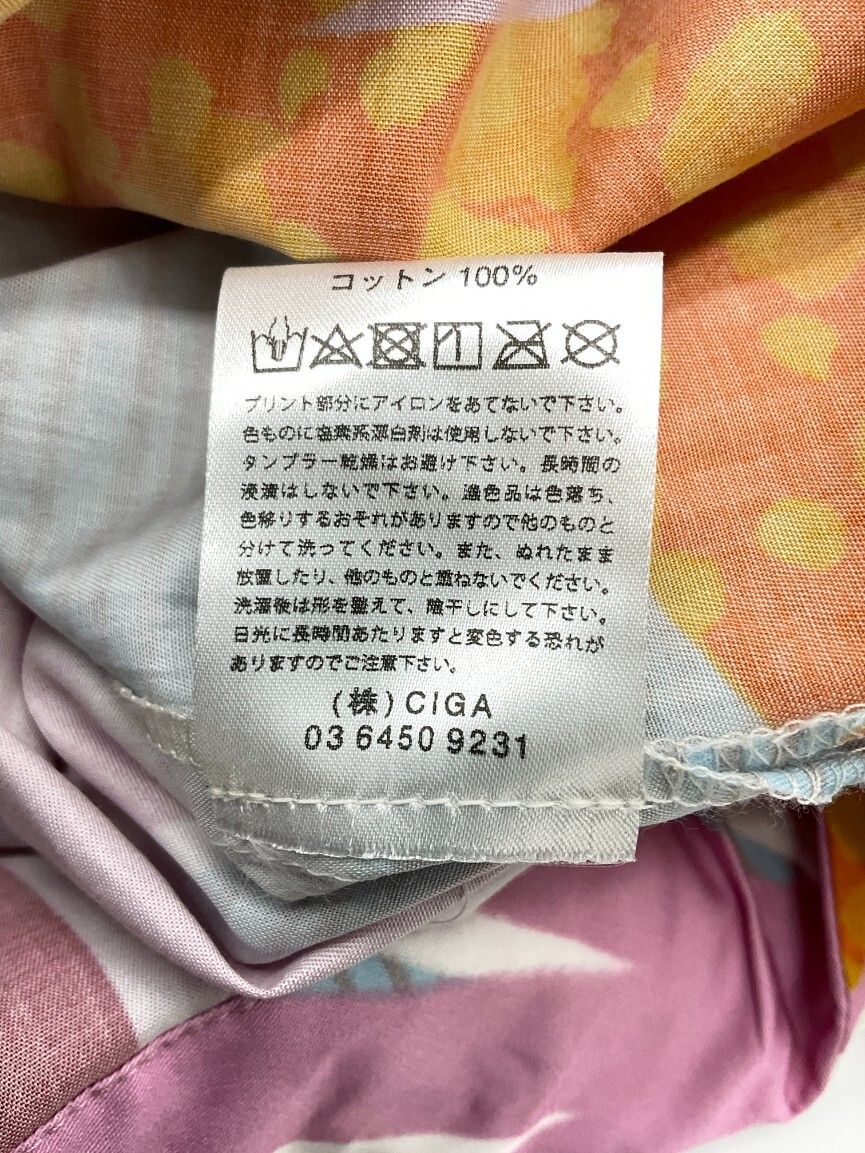 コットン 100%
プリント部分にアイロンをあてないで下さい。
色ものに塩素系漂白剤は使用しないで下さい。
タンブラー乾燥はお避け下さい。長時間の
浸漬はしないで下さい。濃色品は色落ち、
色移りするおそれがありますので他のものと
分けて洗ってください。また、ぬれたまま
放置したり、他のものと重ねないでください。
洗濯後は形を整えて、陰干しにして下さい。
日光に長時間あたりますと変色する恐れが
ありますのでご注意下さい。
(株) CIGA
03 6450 9231